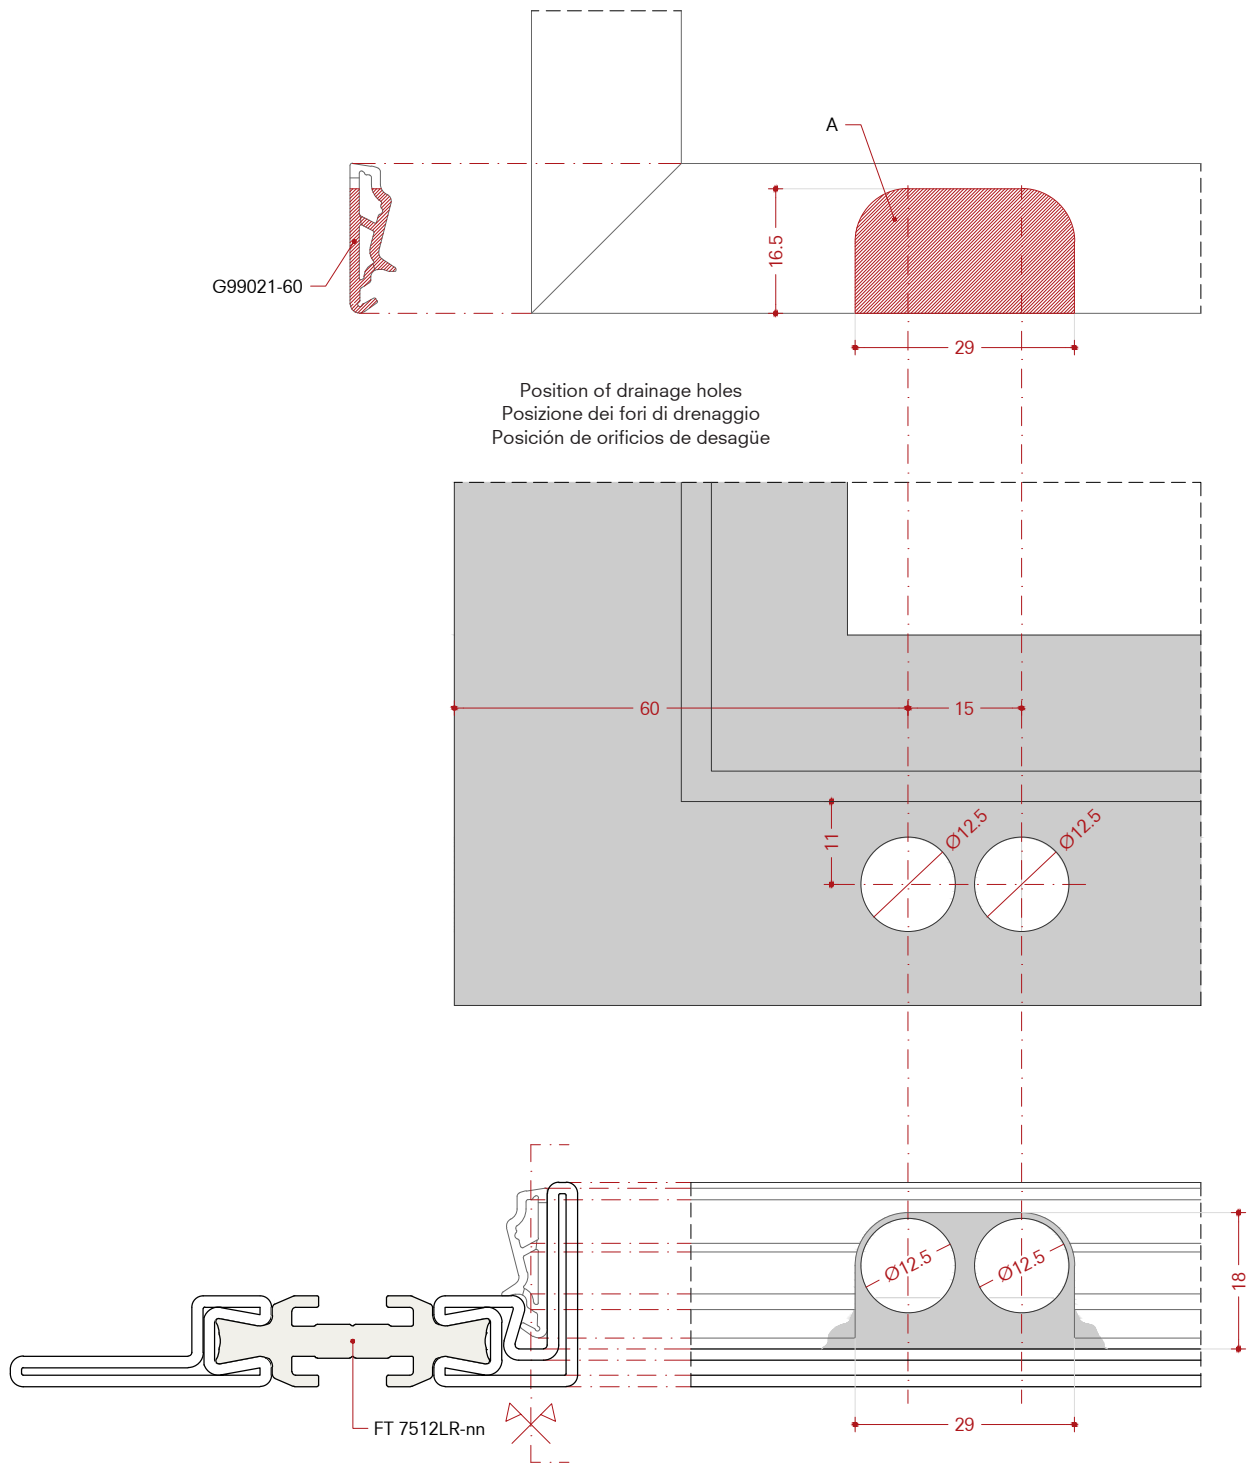 A
16.5
G99021-60
29
Position of drainage holes
Posizione dei fori di drenaggio
Posición de orificios de desagüe
60
15
11
Ø12.5
Ø12.5
Ø12.5
Ø12.5
18
FT 7512LR-nn
29